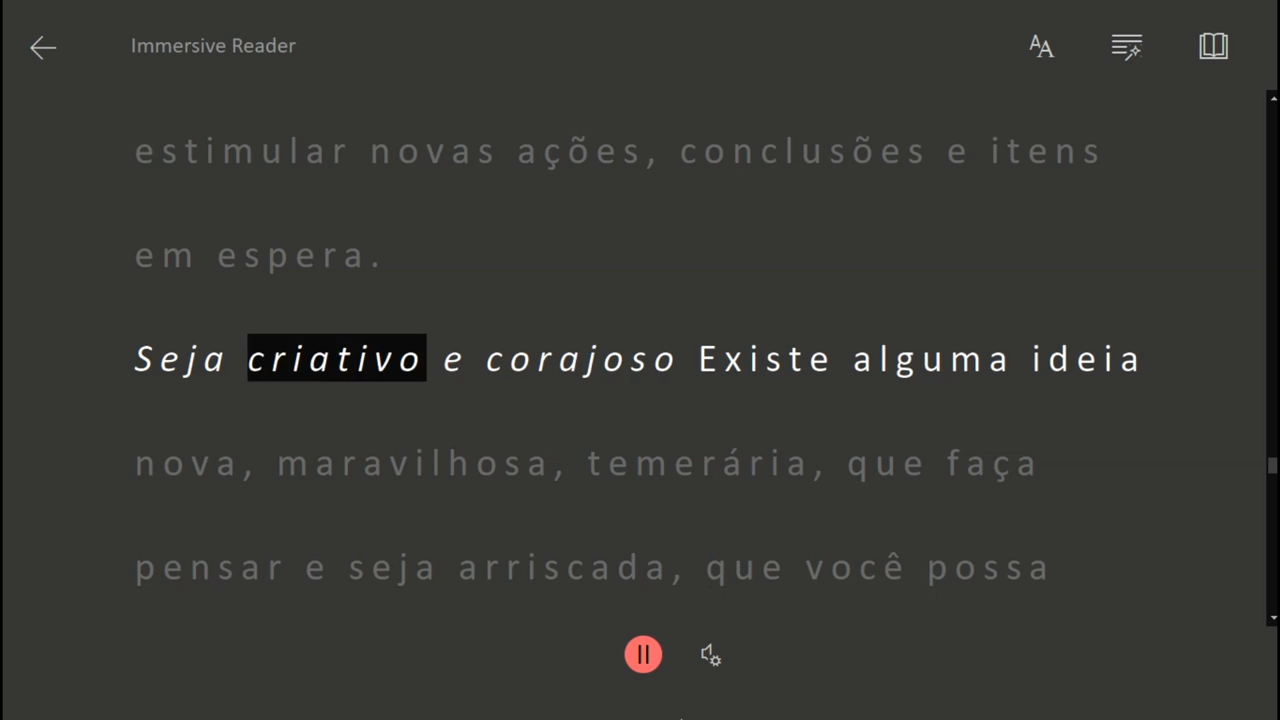 Immersive Reader
estimular novas ações, conclusões e itens
em espera.
Seja criativo e corajoso Existe alguma ideia
nova, maravilhosa, temerária, que faça
pensar e seja arriscada, que você possa